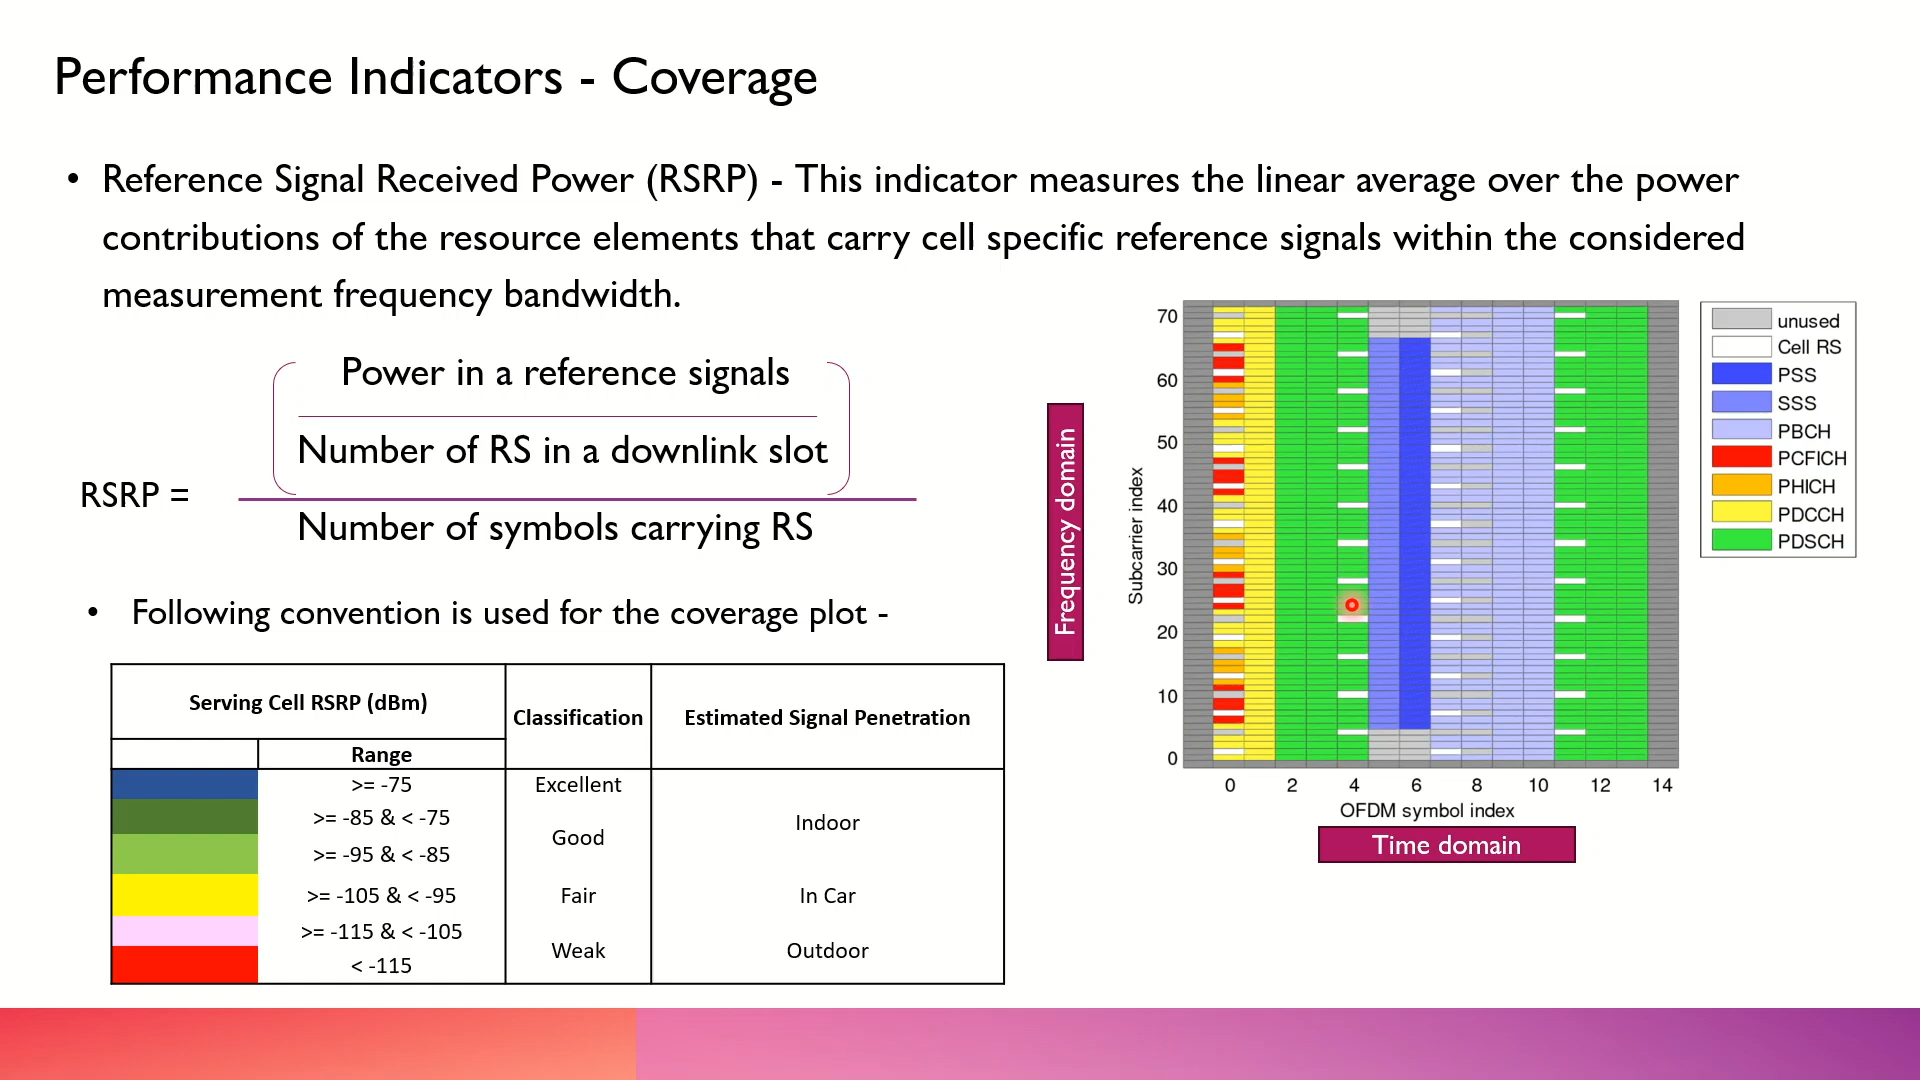 Performance Indicators - Coverage
• Reference Signal Received Power (RSRP) - This indicator measures the linear average over the power
contributions of the resource elements that carry cell specific reference signals within the considered
measurement frequency bandwidth.
Power in a reference signals
Number of RS in a downlink slot
RSRP =
Number of symbols carrying RS
• Following convention is used for the coverage plot -
Serving Cell RSRP (dBm)
Classification
Estimated Signal Penetration
Range
>= -75
Excellent
>= -85 & < -75
Good
Indoor
>= -95 & < -85
>= -105 & < -95
Fair
In Car
>= -115 & < -105
Weak
Outdoor
< -115
Frequency domain
Subcarrier index
70
60
50
40
30
20
10
0
0 2 4 6 8 10 12 14
OFDM symbol index
Time domain
unused
Cell RS
PSS
SSS
PBCH
PCFICH
PHICH
PDCCH
PDSCH